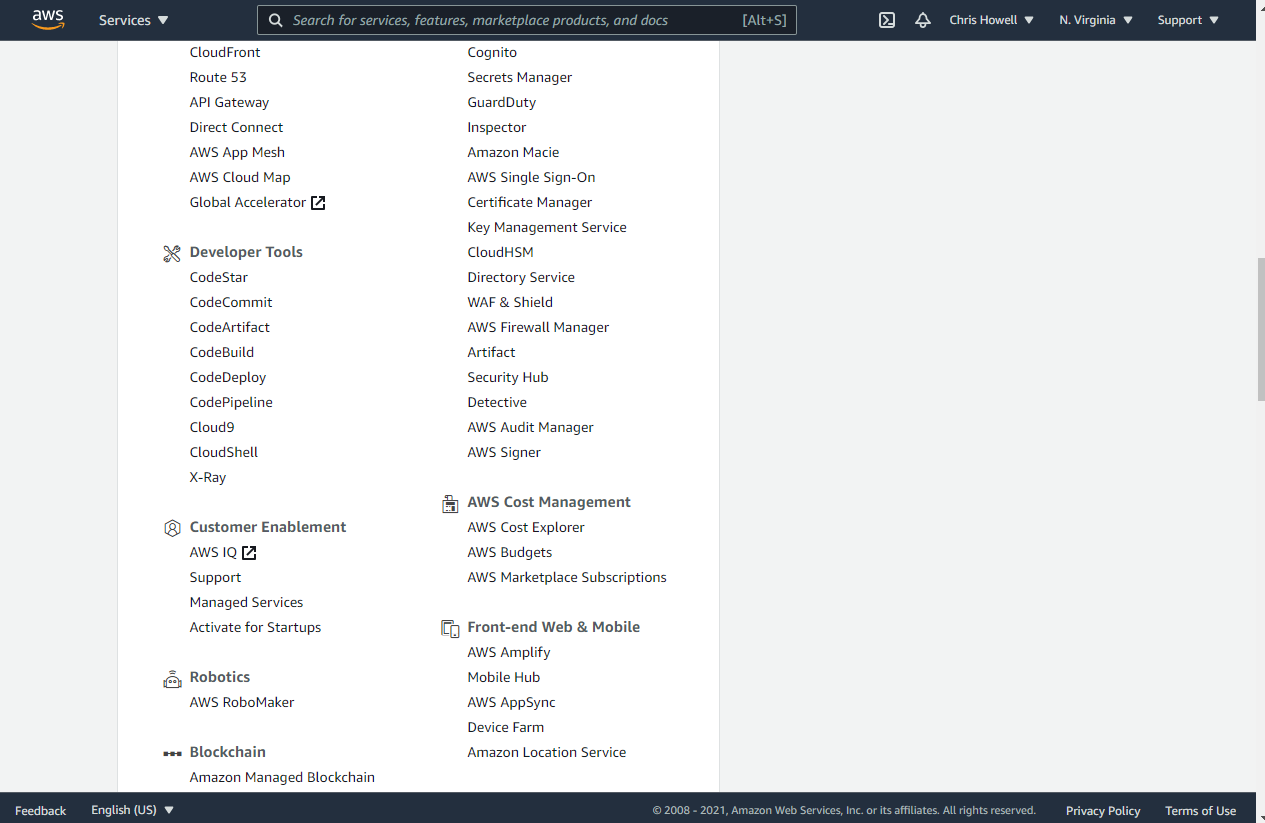 aws
Services
Search for services, features, marketplace products, and docs
[Alt+S]
Chris Howell
N. Virginia
Support
CloudFront
Route 53
API Gateway
Direct Connect
AWS App Mesh
AWS Cloud Map
Global Accelerator
Developer Tools
CodeStar
CodeCommit
CodeArtifact
CodeBuild
CodeDeploy
CodePipeline
Cloud9
CloudShell
X-Ray
Customer Enablement
AWS IQ
Support
Managed Services
Activate for Startups
Robotics
AWS RoboMaker
Blockchain
Amazon Managed Blockchain
Cognito
Secrets Manager
GuardDuty
Inspector
Amazon Macie
AWS Single Sign-On
Certificate Manager
Key Management Service
CloudHSM
Directory Service
WAF & Shield
AWS Firewall Manager
Artifact
Security Hub
Detective
AWS Audit Manager
AWS Signer
AWS Cost Management
AWS Cost Explorer
AWS Budgets
AWS Marketplace Subscriptions
Front-end Web & Mobile
AWS Amplify
Mobile Hub
AWS AppSync
Device Farm
Amazon Location Service
Feedback
English (US)
© 2008 - 2021, Amazon Web Services, Inc. or its affiliates. All rights reserved.
Privacy Policy
Terms of Use